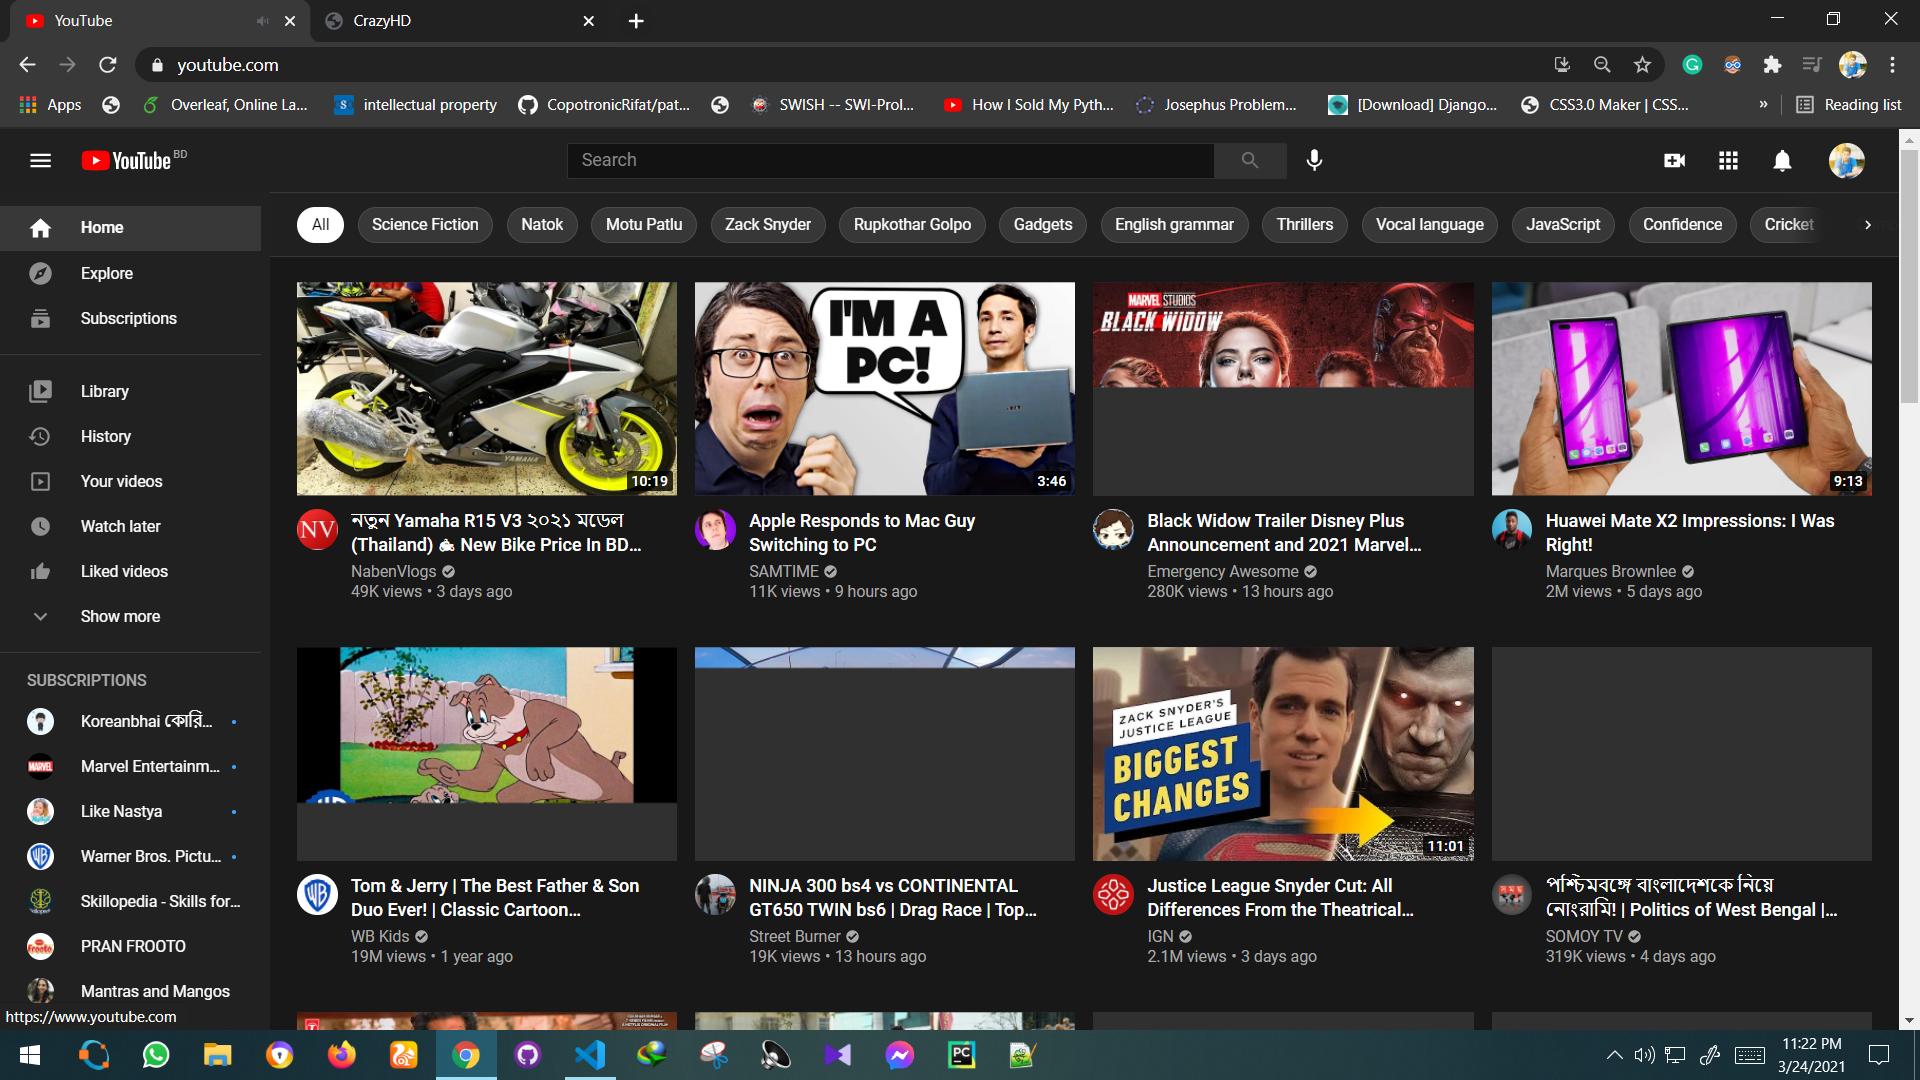 YouTube
CrazyHD
youtube.com
Apps
Overleaf, Online La...
intellectual property
CopotronicRifat/pat...
SWISH -- SWI-Prol...
How I Sold My Pyth...
Josephus Problem...
[Download] Django...
CSS3.0 Maker | CSS...
»
Reading list
YouTube BD
Search
Home
Explore
Subscriptions
Library
History
Your videos
Watch later
Liked videos
Show more
SUBSCRIPTIONS
Koreanbhai কোরি...
Marvel Entertainm...
Like Nastya
Warner Bros. Pictu...
Skillopedia - Skills for...
PRAN FROOTO
Mantras and Mangos
https://www.youtube.com
All
Science Fiction
Natok
Motu Patlu
Zack Snyder
Rupkothar Golpo
Gadgets
English grammar
Thrillers
Vocal language
JavaScript
Confidence
Cricket
YAMAHA
10:19
নতুন Yamaha R15 V3 ২০২১ মডেল
(Thailand) 🏍 New Bike Price In BD...
NabenVlogs
49K views • 3 days ago
I'M A
PC!
3:46
Apple Responds to Mac Guy
Switching to PC
SAMTIME
11K views • 9 hours ago
MARVEL STUDIOS
BLACK WIDOW
Black Widow Trailer Disney Plus
Announcement and 2021 Marvel...
Emergency Awesome
280K views • 13 hours ago
9:13
Huawei Mate X2 Impressions: I Was
Right!
Marques Brownlee
2M views • 5 days ago
Tom & Jerry | The Best Father & Son
Duo Ever! | Classic Cartoon...
WB Kids
19M views • 1 year ago
NINJA 300 bs4 vs CONTINENTAL
GT650 TWIN bs6 | Drag Race | Top...
Street Burner
19K views • 13 hours ago
ZACK SNYDER'S
JUSTICE LEAGUE
BIGGEST
CHANGES
11:01
Justice League Snyder Cut: All
Differences From the Theatrical...
IGN
2.1M views • 3 days ago
পশ্চিমবঙ্গে বাংলাদেশকে নিয়ে
নোংরামি! | Politics of West Bengal |...
SOMOY TV
319K views • 4 days ago
NV
MARVEL
PC
11:22 PM
3/24/2021